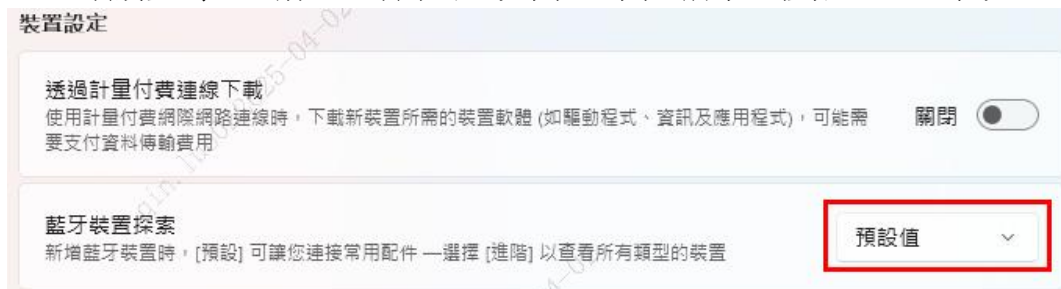 裝置設定
透過計量付費連線下載
使用計量付費網際網路連線時，下載新裝置所需的裝置軟體 (如驅動程式、資訊及應用程式)，可能需
要支付資料傳輸費用
關閉
藍牙裝置探索
新增藍牙裝置時，[預設] 可讓您連接常用配件 —選擇 [進階] 以查看所有類型的裝置
預設值